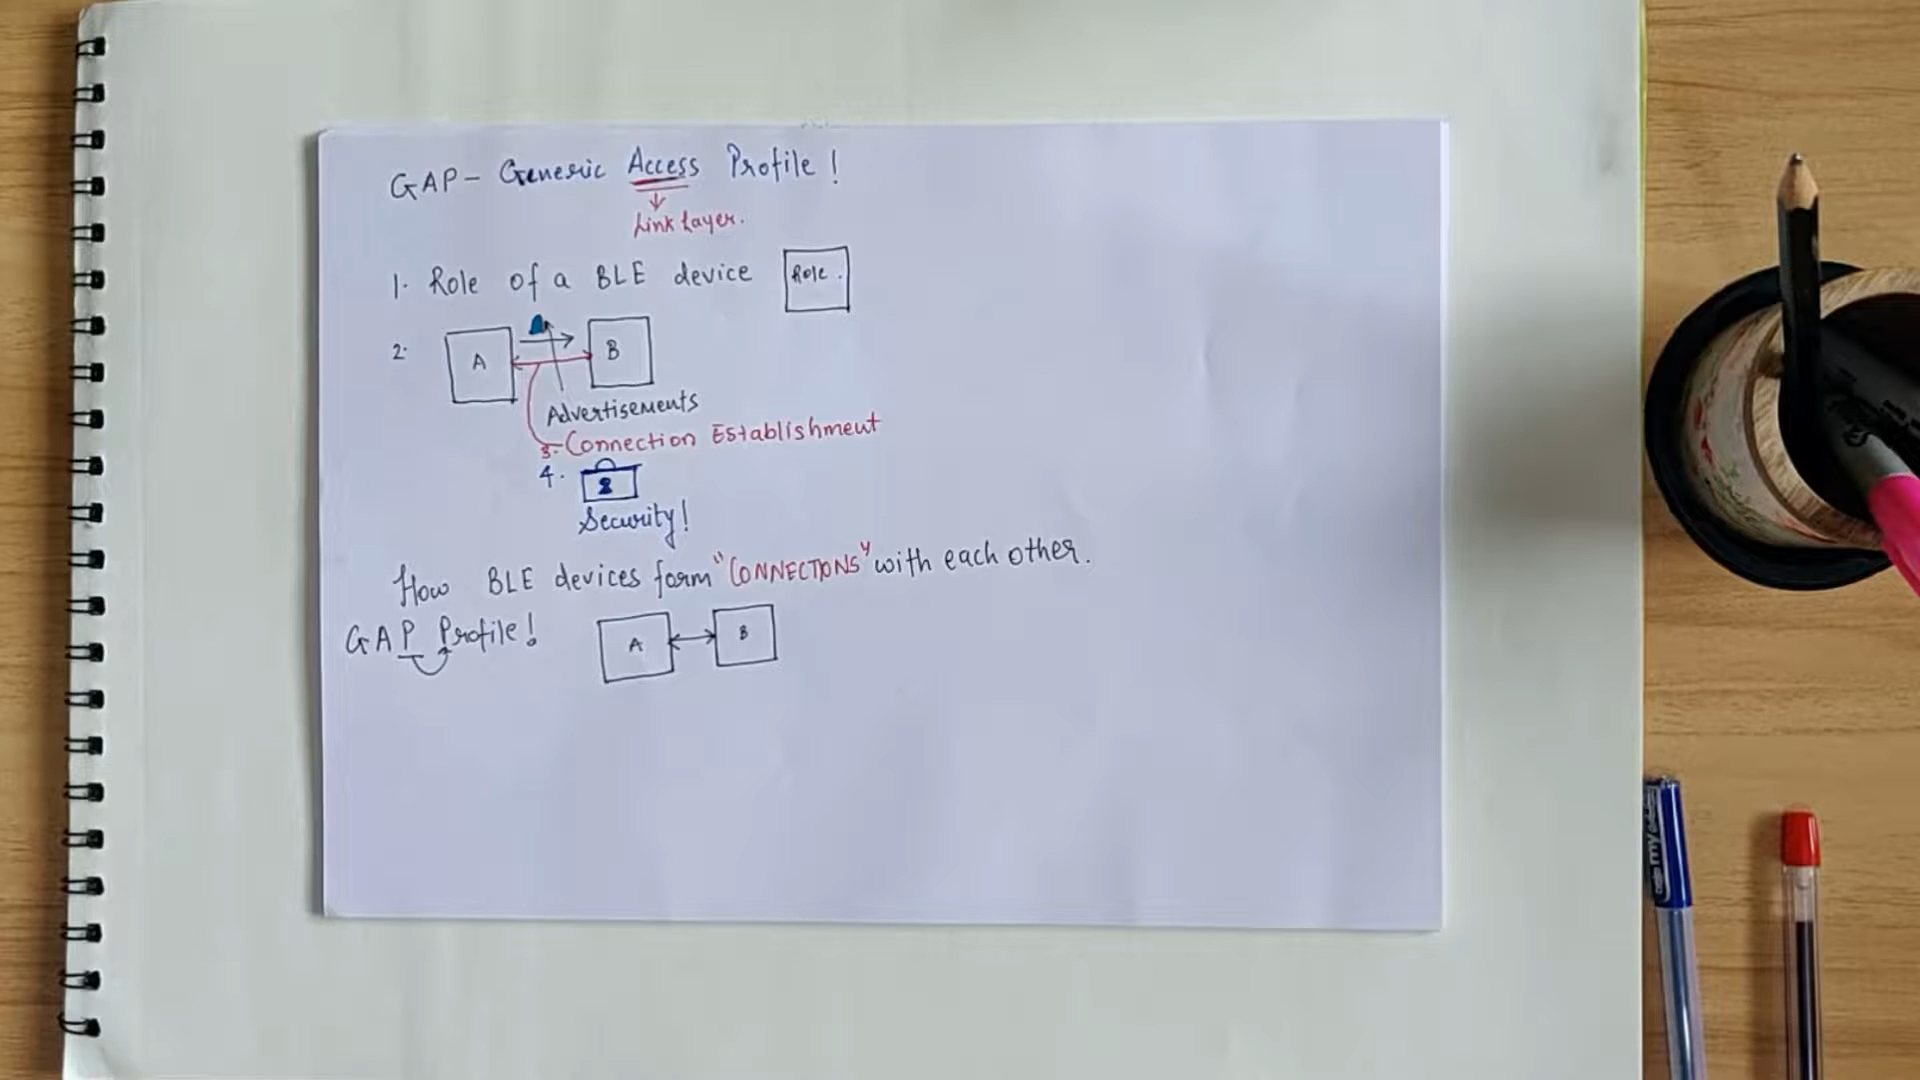 GAP - Generic Access Profile!
Link Layer.
1. Role of a BLE device
Role.
2.
A
B
Advertisements
3. Connection Establishment
4.
Security!
How BLE devices form "CONNECTIONS" with each other.
GAP Profile!
A
B